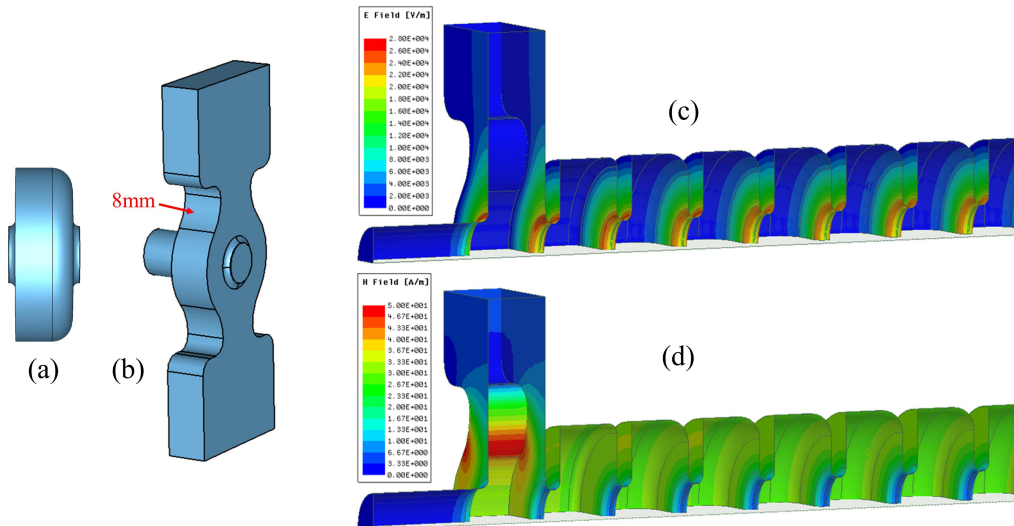 8mm
(a)
(b)
E Field [V/m]
2.80E+004
2.60E+004
2.40E+004
2.20E+004
2.00E+004
1.80E+004
1.60E+004
1.40E+004
1.20E+004
1.00E+004
8.00E+003
6.00E+003
4.00E+003
2.00E+003
0.00E+000
(c)
H Field [A/m]
5.00E+001
4.67E+001
4.33E+001
4.00E+001
3.67E+001
3.33E+001
3.00E+001
2.67E+001
2.33E+001
2.00E+001
1.67E+001
1.33E+001
1.00E+001
6.67E+000
3.33E+000
0.00E+000
(d)